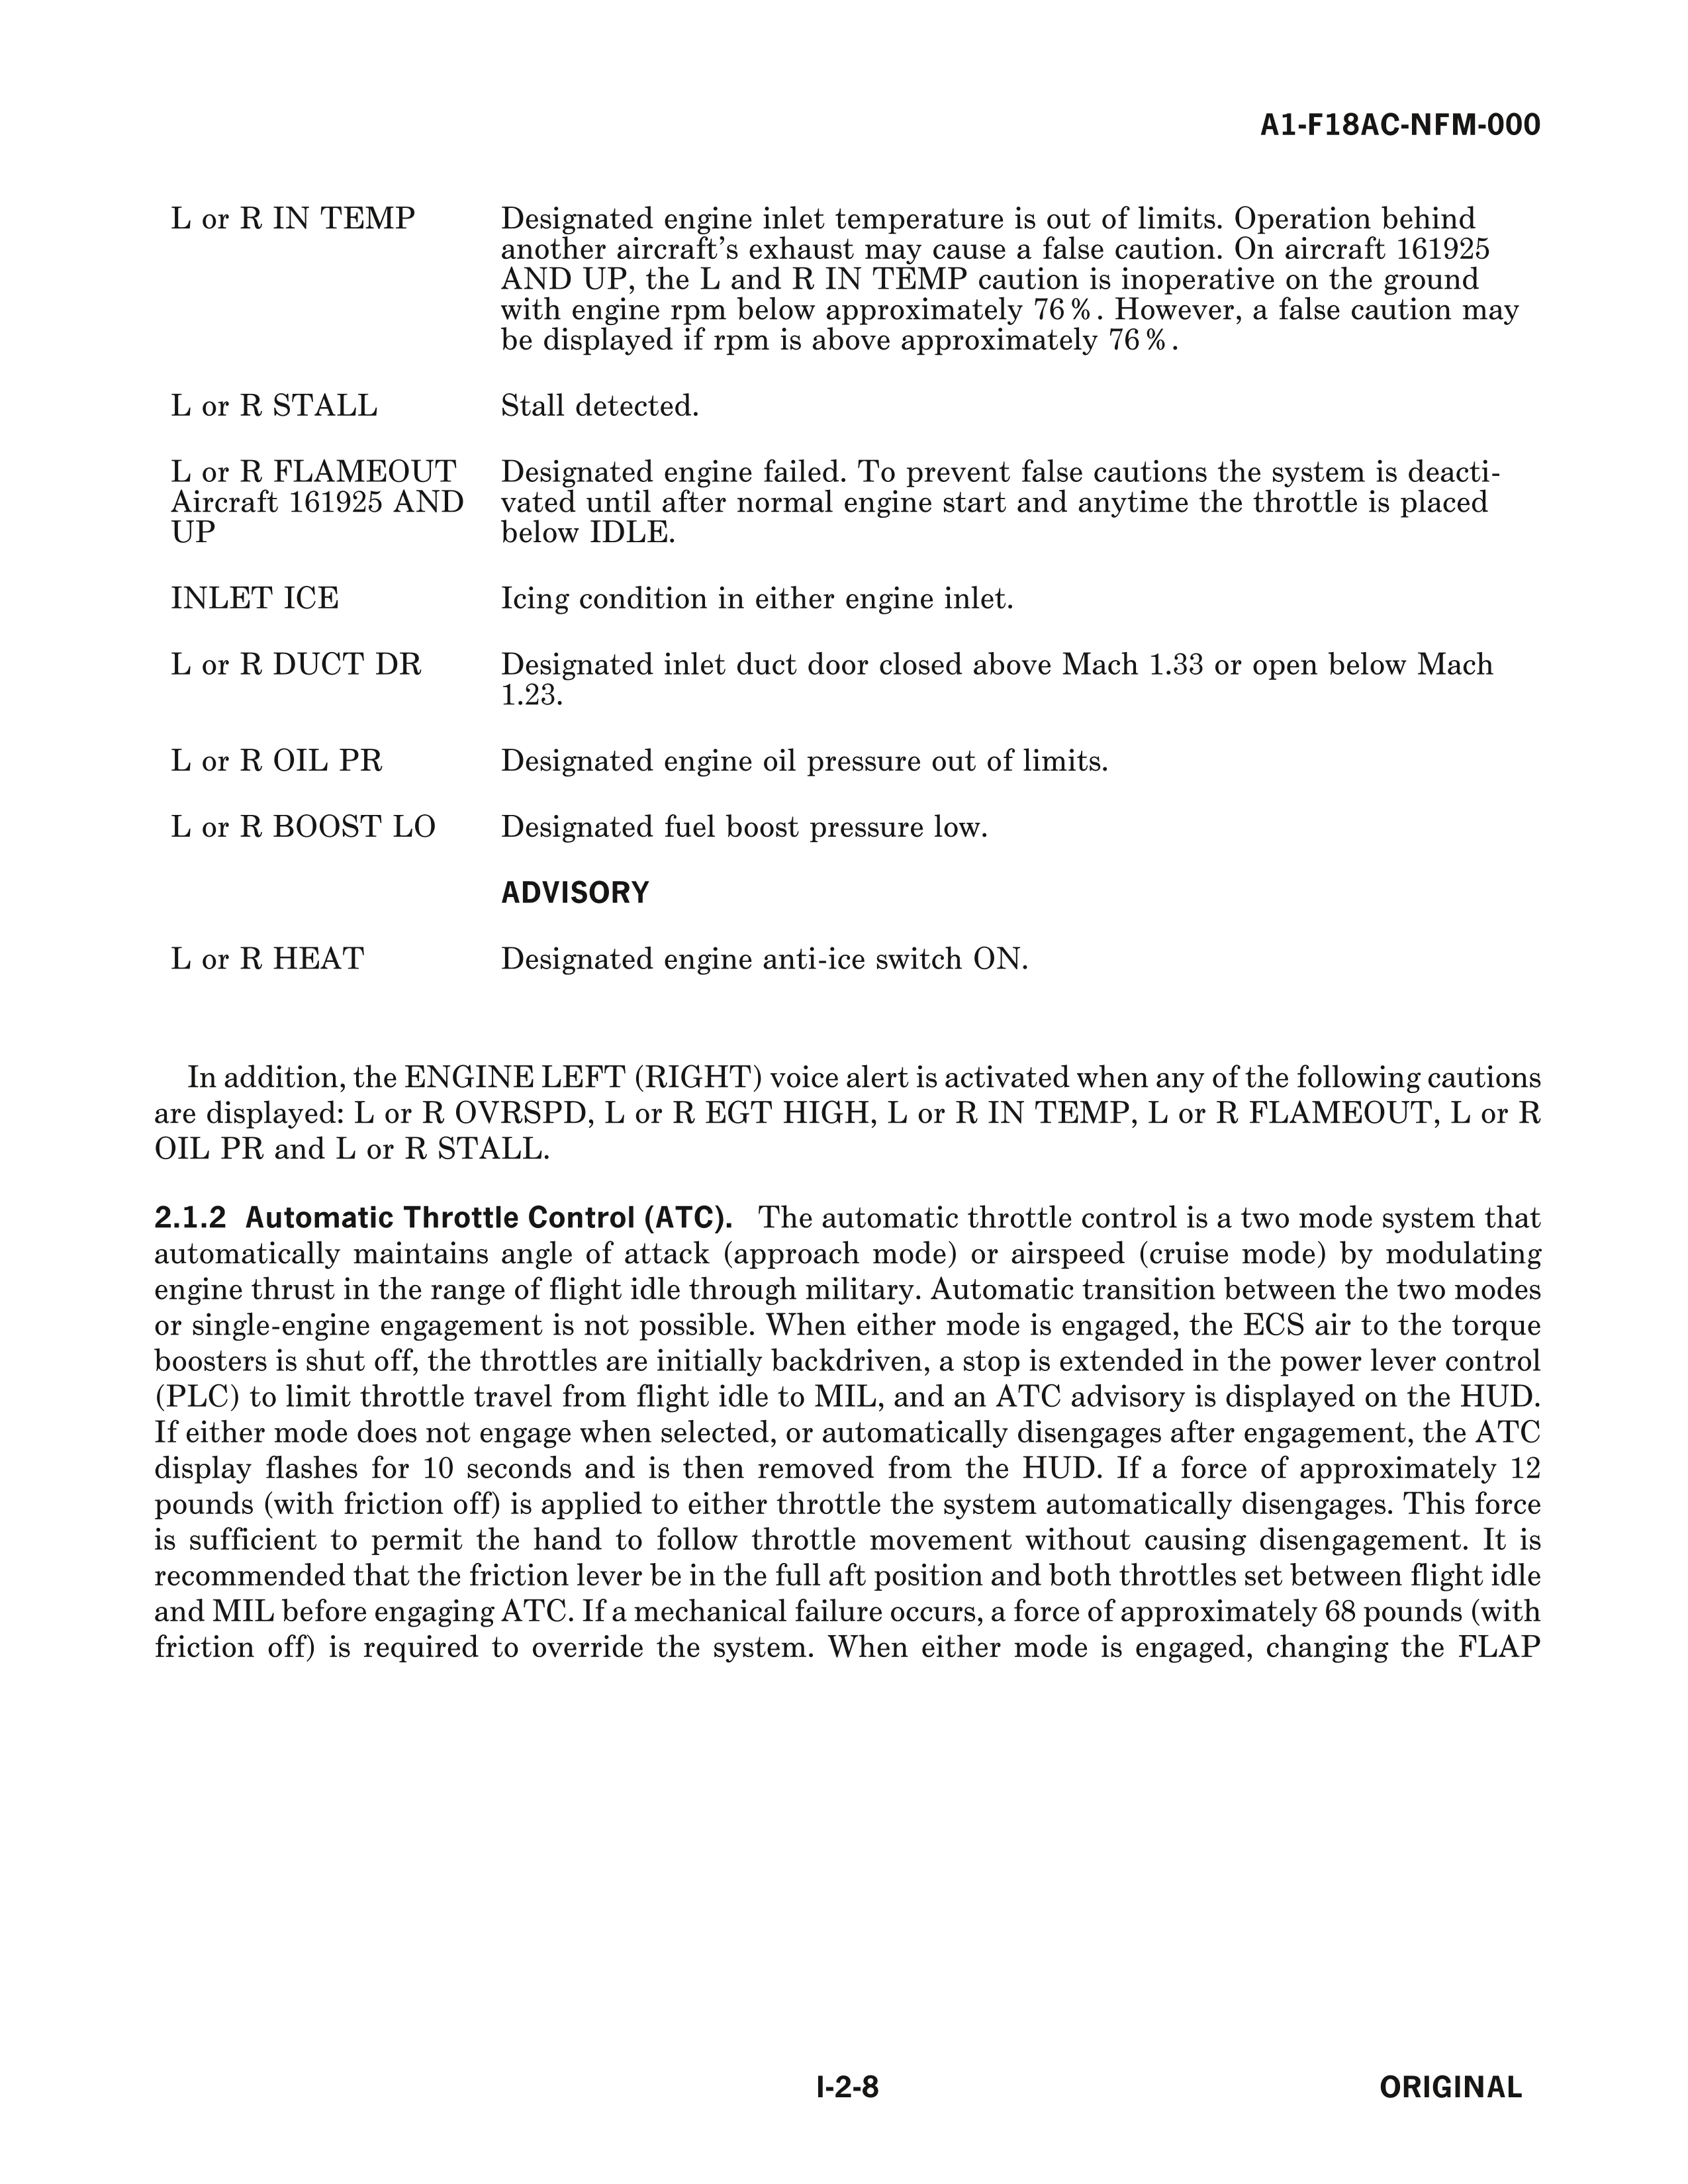 A1-F18AC-NFM-000
L or R IN TEMP Designated engine inlet temperature is out of limits. Operation behind
another aircraft's exhaust may cause a false caution. On aircraft 161925
AND UP, the L and R IN TEMP caution is inoperative on the ground
with engine rpm below approximately 76%. However, a false caution may
be displayed if rpm is above approximately 76%.
L or R STALL Stall detected.
L or R FLAMEOUT Designated engine failed. To prevent false cautions the system is deacti-
Aircraft 161925 AND vated until after normal engine start and anytime the throttle is placed
UP below IDLE.
INLET ICE Icing condition in either engine inlet.
L or R DUCT DR Designated inlet duct door closed above Mach 1.33 or open below Mach
1.23.
L or R OIL PR Designated engine oil pressure out of limits.
L or R BOOST LO Designated fuel boost pressure low.
ADVISORY
L or R HEAT Designated engine anti-ice switch ON.
In addition, the ENGINE LEFT (RIGHT) voice alert is activated when any of the following cautions
are displayed: L or R OVRSPD, L or R EGT HIGH, L or R IN TEMP, L or R FLAMEOUT, L or R
OIL PR and L or R STALL.
2.1.2 Automatic Throttle Control (ATC). The automatic throttle control is a two mode system that
automatically maintains angle of attack (approach mode) or airspeed (cruise mode) by modulating
engine thrust in the range of flight idle through military. Automatic transition between the two modes
or single-engine engagement is not possible. When either mode is engaged, the ECS air to the torque
boosters is shut off, the throttles are initially backdriven, a stop is extended in the power lever control
(PLC) to limit throttle travel from flight idle to MIL, and an ATC advisory is displayed on the HUD.
If either mode does not engage when selected, or automatically disengages after engagement, the ATC
display flashes for 10 seconds and is then removed from the HUD. If a force of approximately 12
pounds (with friction off) is applied to either throttle the system automatically disengages. This force
is sufficient to permit the hand to follow throttle movement without causing disengagement. It is
recommended that the friction lever be in the full aft position and both throttles set between flight idle
and MIL before engaging ATC. If a mechanical failure occurs, a force of approximately 68 pounds (with
friction off) is required to override the system. When either mode is engaged, changing the FLAP
I-2-8 ORIGINAL